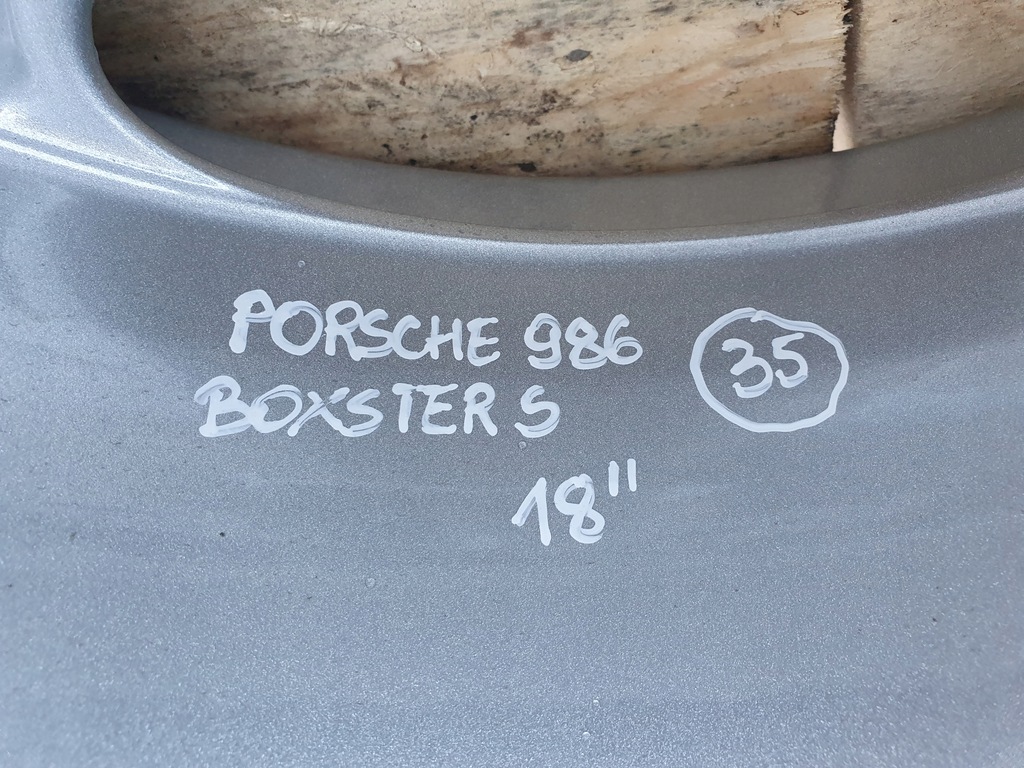 PORSCHE 986 35
BOXSTER S
18"